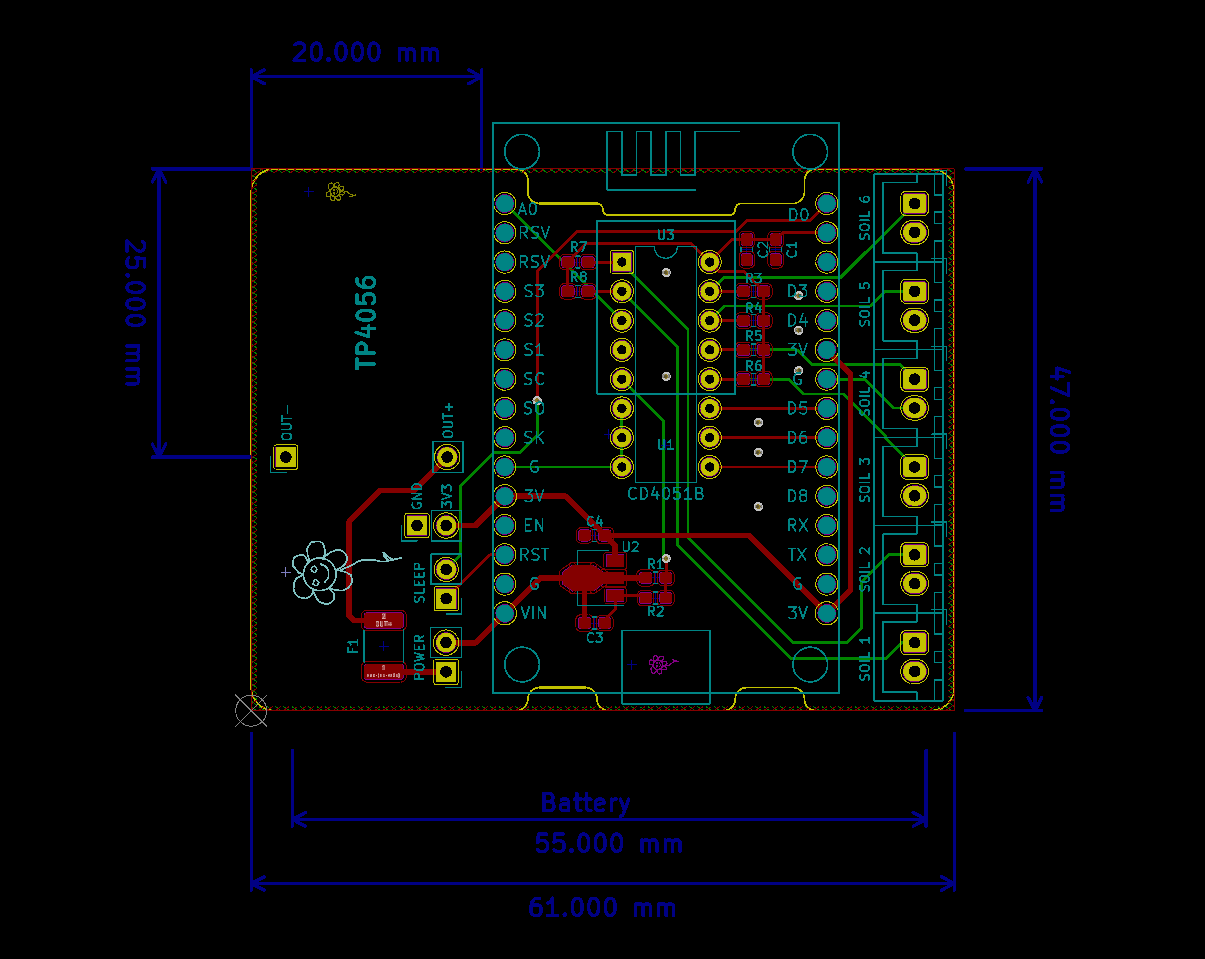 20.000 mm
25.000 mm
47.000 mm
TP4056
OUT-
OUT+
GND
3V3
SLEEP
POWER
F1
OUT+
A0
RSV
RSV
S3
S2
S1
SC
S0
SK
G
3V
EN
RST
G
VIN
D0
D3
D4
3V
G
D5
D6
D7
D8
RX
TX
G
3V
R7
R8
U3
C2
C1
R3
R4
R5
R6
U1
CD4051B
C4
U2
R1
R2
C3
SOIL 6
SOIL 5
SOIL 4
SOIL 3
SOIL 2
SOIL 1
Battery
55.000 mm
61.000 mm